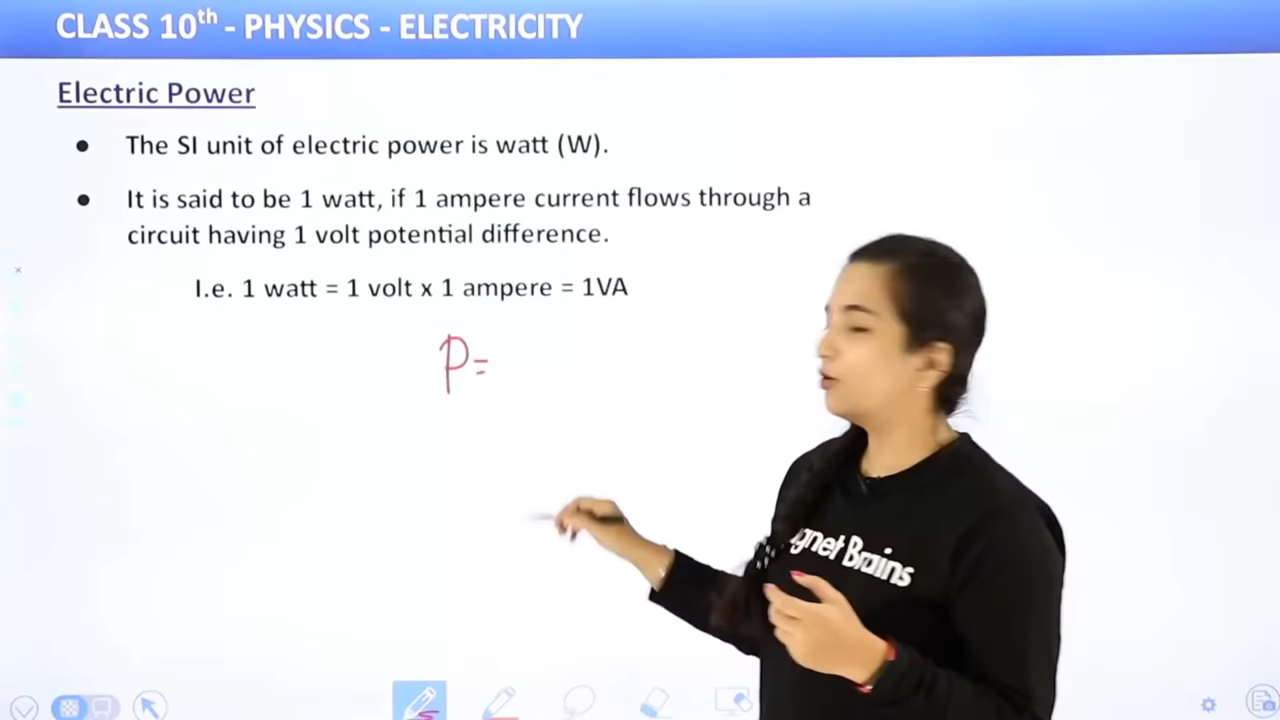 CLASS 10th - PHYSICS - ELECTRICITY
Electric Power
• The SI unit of electric power is watt (W).
• It is said to be 1 watt, if 1 ampere current flows through a
circuit having 1 volt potential difference.
I.e. 1 watt = 1 volt x 1 ampere = 1VA
P=
gnet Brains